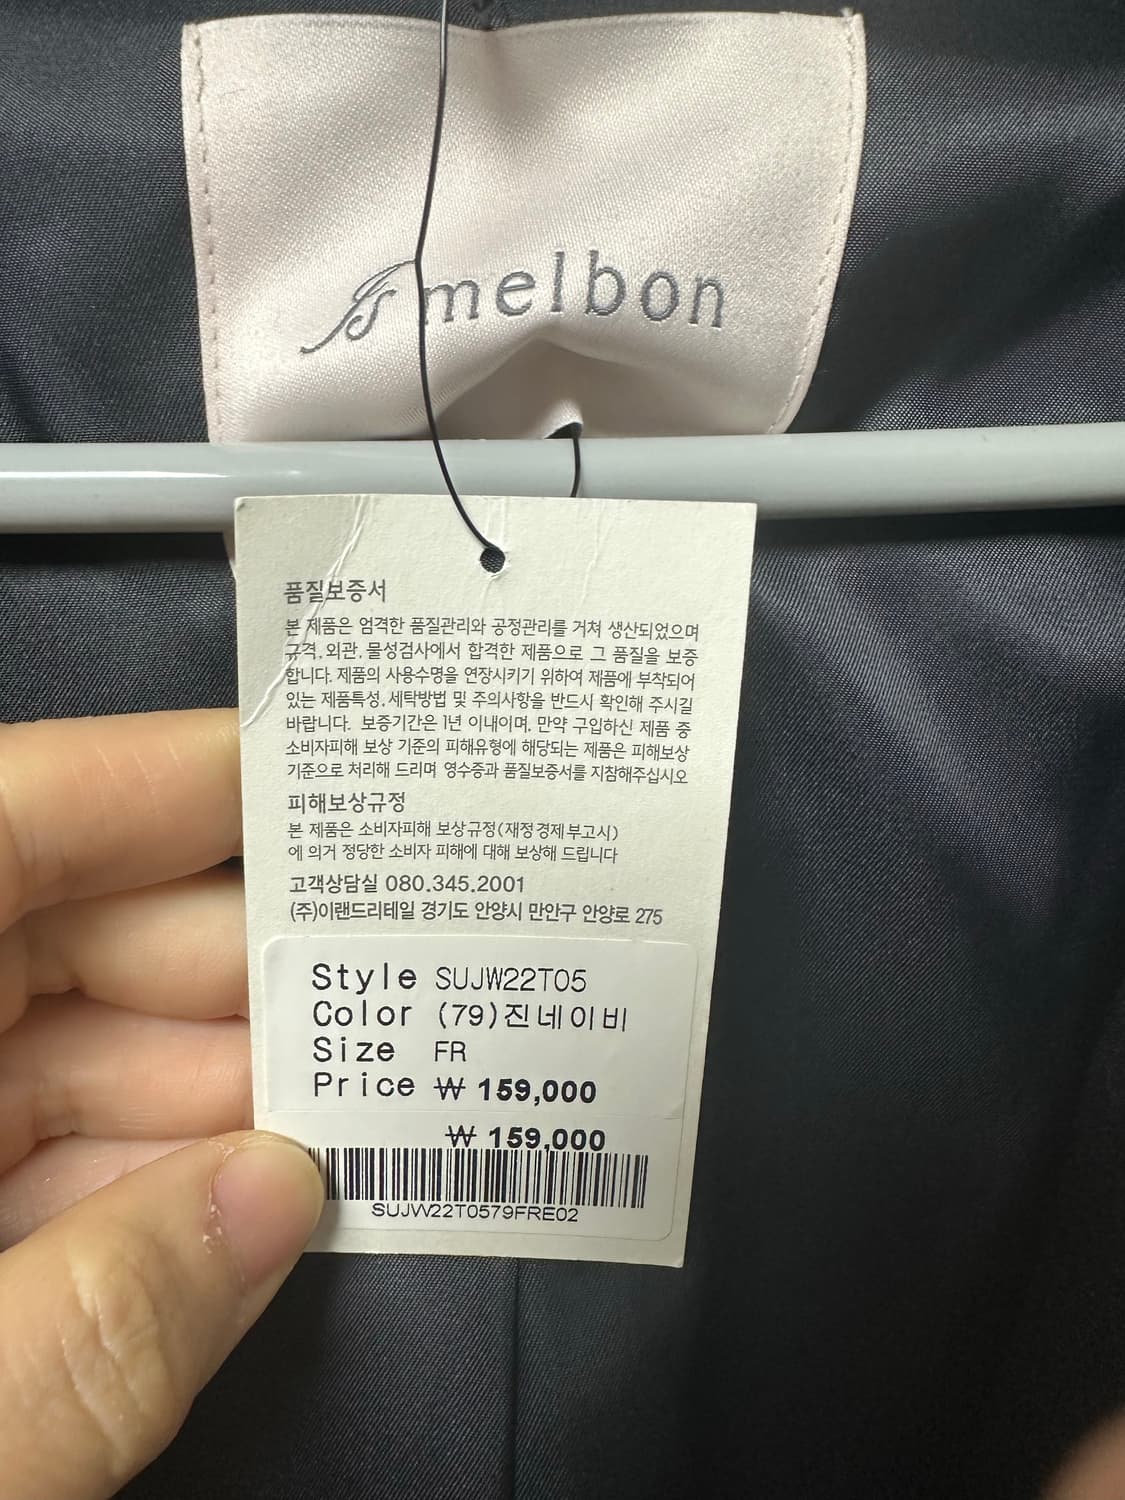 Js melbon
품질보증서
본 제품은 엄격한 품질관리와 공정관리를 거쳐 생산되었으며
규격, 외관, 물성검사에서 합격한 제품으로 그 품질을 보증
합니다. 제품의 사용수명을 연장시키기 위하여 제품에 부착되어
있는 제품특성, 세탁방법 및 주의사항을 반드시 확인해 주시길
바랍니다. 보증기간은 1년 이내이며, 만약 구입하신 제품 중
소비자피해 보상 기준의 피해유형에 해당되는 제품은 피해보상
기준으로 처리해 드리며 영수증과 품질보증서를 지참해주십시오
피해보상규정
본 제품은 소비자피해 보상규정(재정경제부고시)
에 의거 정당한 소비자 피해에 대해 보상해 드립니다
고객상담실 080.345.2001
(주)이랜드리테일 경기도 안양시 만안구 안양로 275
Style SUJW22T05
Color (79)진네이비
Size FR
Price ₩ 159,000
₩ 159,000
SUJW22T0579FRE02